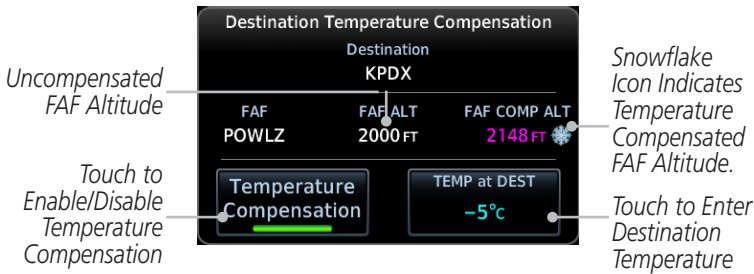 Destination Temperature Compensation
Destination
KPDX
Uncompensated
FAF Altitude
Snowflake
Icon Indicates
Temperature
Compensated
FAF Altitude.
FAF
FAF ALT
FAF COMP ALT
POWLZ
2000 FT
2148 FT
Touch to
Enable/Disable
Temperature
Compensation
Temperature
Compensation
TEMP at DEST
-5°C
Touch to Enter
Destination
Temperature